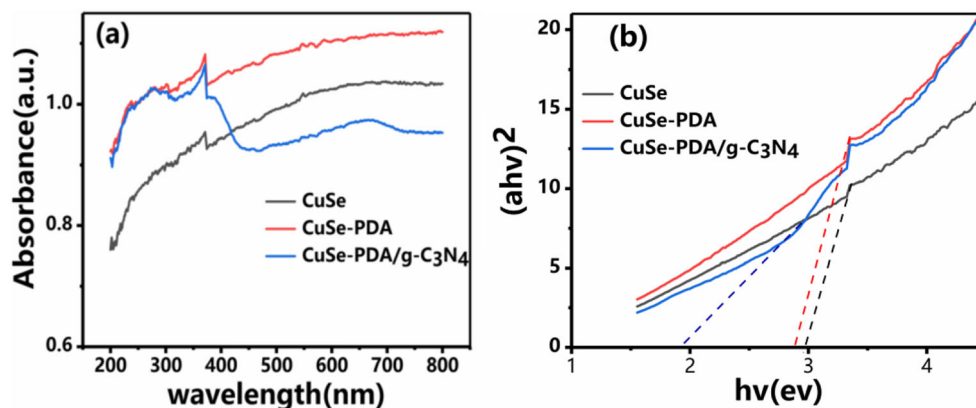 (a)
Absorbance(a.u.)
1.0
0.8
0.6
CuSe
CuSe-PDA
CuSe-PDA/g-C₃N₄
200 300 400 500 600 700 800
wavelength(nm)
(b)
(ahv)²
20
15
10
5
0
CuSe
CuSe-PDA
CuSe-PDA/g-C₃N₄
1 2 3 4
hv(ev)